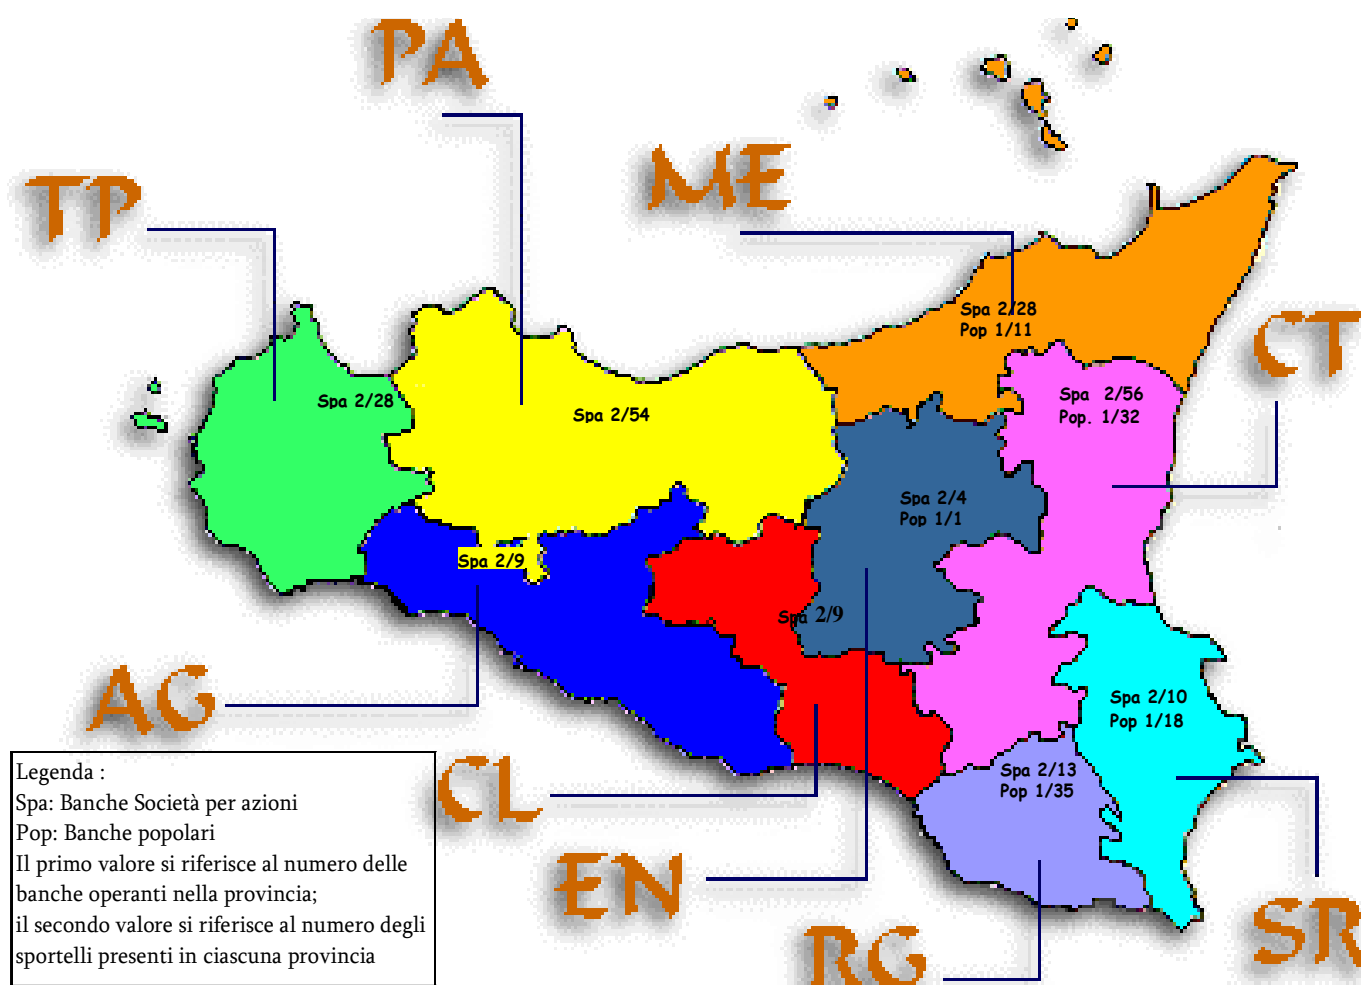 PA
ME
TP
CT
Spa 2/28
Pop 1/11
Spa 2/28
Spa 2/54
Spa 2/56
Pop. 1/32
Spa 2/4
Pop 1/1
Spa 2/9
Spa 2/9
AG
Spa 2/10
Pop 1/18
CL
Spa 2/13
Pop 1/35
EN
SR
RG
Legenda :
Spa: Banche Società per azioni
Pop: Banche popolari
Il primo valore si riferisce al numero delle
banche operanti nella provincia;
il secondo valore si riferisce al numero degli
sportelli presenti in ciascuna provincia